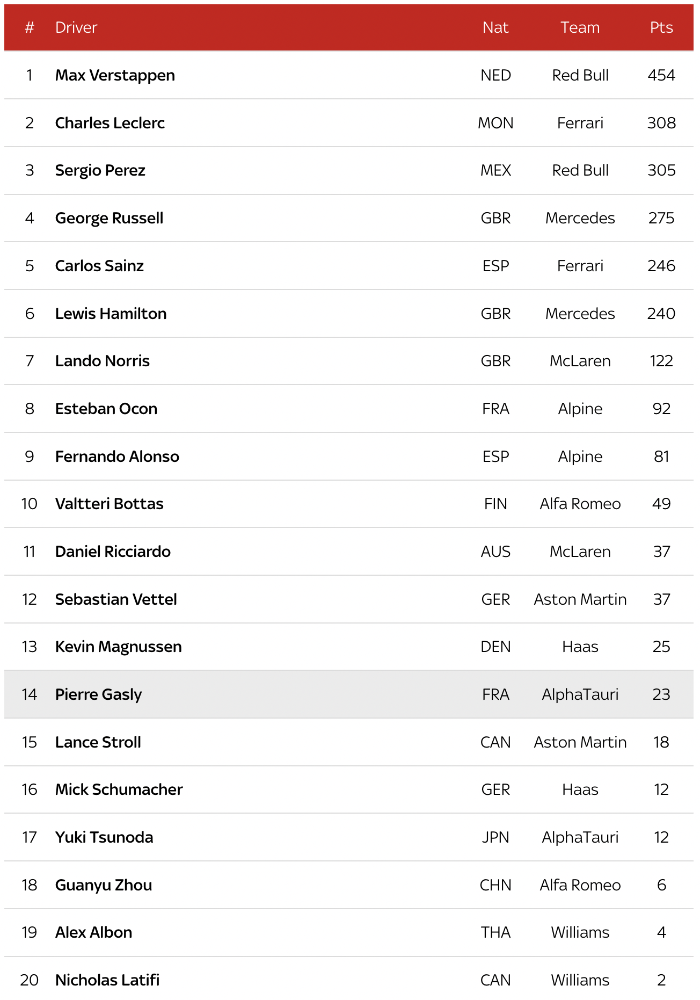 # Driver Nat Team Pts
1 Max Verstappen NED Red Bull 454
2 Charles Leclerc MON Ferrari 308
3 Sergio Perez MEX Red Bull 305
4 George Russell GBR Mercedes 275
5 Carlos Sainz ESP Ferrari 246
6 Lewis Hamilton GBR Mercedes 240
7 Lando Norris GBR McLaren 122
8 Esteban Ocon FRA Alpine 92
9 Fernando Alonso ESP Alpine 81
10 Valtteri Bottas FIN Alfa Romeo 49
11 Daniel Ricciardo AUS McLaren 37
12 Sebastian Vettel GER Aston Martin 37
13 Kevin Magnussen DEN Haas 25
14 Pierre Gasly FRA AlphaTauri 23
15 Lance Stroll CAN Aston Martin 18
16 Mick Schumacher GER Haas 12
17 Yuki Tsunoda JPN AlphaTauri 12
18 Guanyu Zhou CHN Alfa Romeo 6
19 Alex Albon THA Williams 4
20 Nicholas Latifi CAN Williams 2